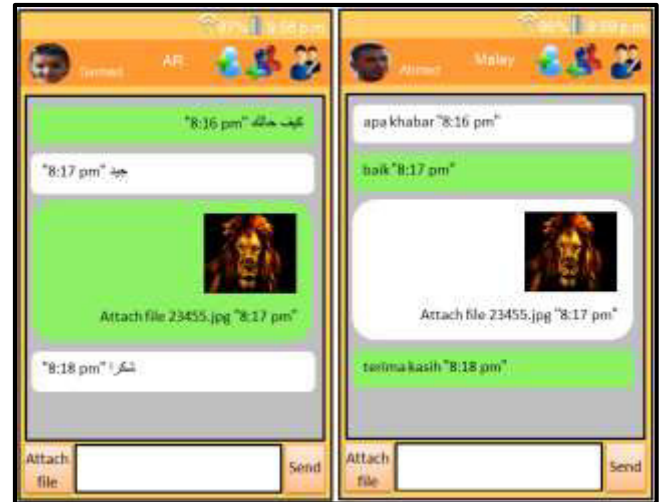 AR
"8:16 pm" كيف حالك
"8:17 pm" جيد
Attach file 23455.jpg "8:17 pm"
"8:18 pm" شكرا
Attach file
Send
Ahmed
Malay
apa khabar "8:16 pm"
baik "8:17 pm"
Attach file 23455.jpg "8:17 pm"
terima kasih "8:18 pm"
Attach file
Send